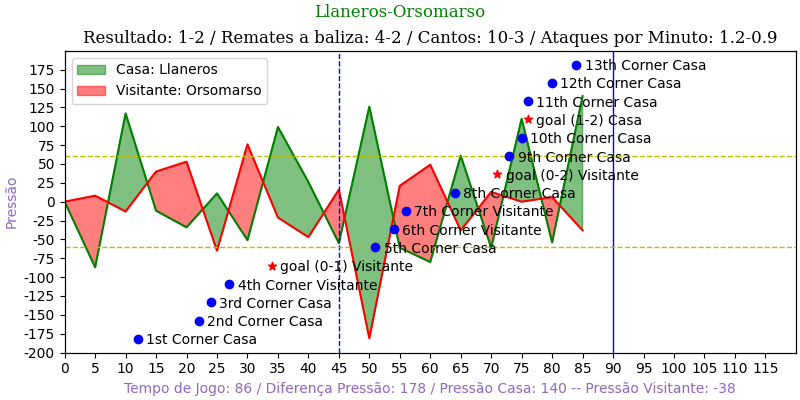 Llaneros-Orsomarso
Resultado: 1-2 / Remates a baliza: 4-2 / Cantos: 10-3 / Ataques por Minuto: 1.2-0.9
Casa: Llaneros
Visitante: Orsomarso
Pressão
175
150
125
100
75
50
25
0
-25
-50
-75
-100
-125
-150
-175
-200
13th Corner Casa
12th Corner Casa
11th Corner Casa
goal (1-2) Casa
10th Corner Casa
9th Corner Casa
goal (0-2) Visitante
8th Corner Casa
7th Corner Visitante
6th Corner Visitante
5th Corner Casa
goal (0-1) Visitante
4th Corner Visitante
3rd Corner Casa
2nd Corner Casa
1st Corner Casa
0 5 10 15 20 25 30 35 40 45 50 55 60 65 70 75 80 85 90 95 100 105 110 115
Tempo de Jogo: 86 / Diferença Pressão: 178 / Pressão Casa: 140 -- Pressão Visitante: -38